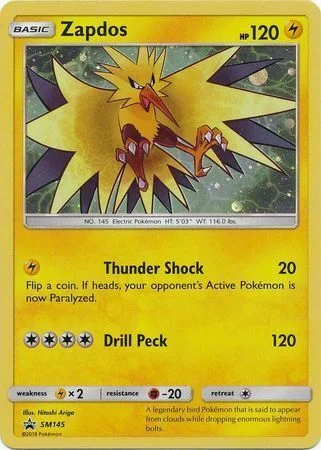 BASIC Zapdos HP 120
NO. 145 Electric Pokémon HT: 5'03" WT: 116.0 lbs.
Thunder Shock 20
Flip a coin. If heads, your opponent's Active Pokémon is
now Paralyzed.
Drill Peck 120
weakness ×2 resistance -20 retreat
Illus. Hitoshi Ariga
SM145
©2018 Pokémon
A legendary bird Pokémon that is said to appear
from clouds while dropping enormous lightning
bolts.